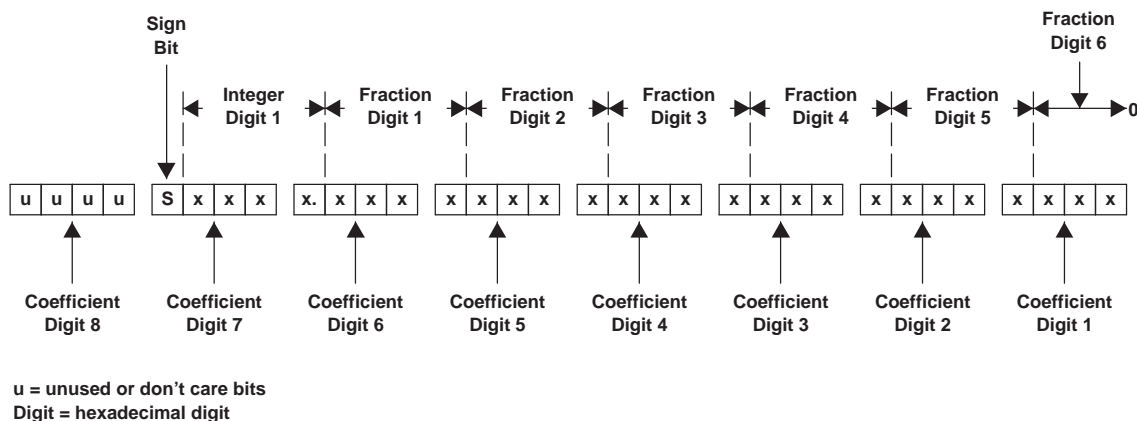 Sign
Bit
Fraction
Digit 6
Integer
Digit 1
Fraction
Digit 1
Fraction
Digit 2
Fraction
Digit 3
Fraction
Digit 4
Fraction
Digit 5
0
u u u u S x x x x. x x x x x x x x x x x x x x x x x x x x x x x
Coefficient
Digit 8
Coefficient
Digit 7
Coefficient
Digit 6
Coefficient
Digit 5
Coefficient
Digit 4
Coefficient
Digit 3
Coefficient
Digit 2
Coefficient
Digit 1
u = unused or don’t care bits
Digit = hexadecimal digit